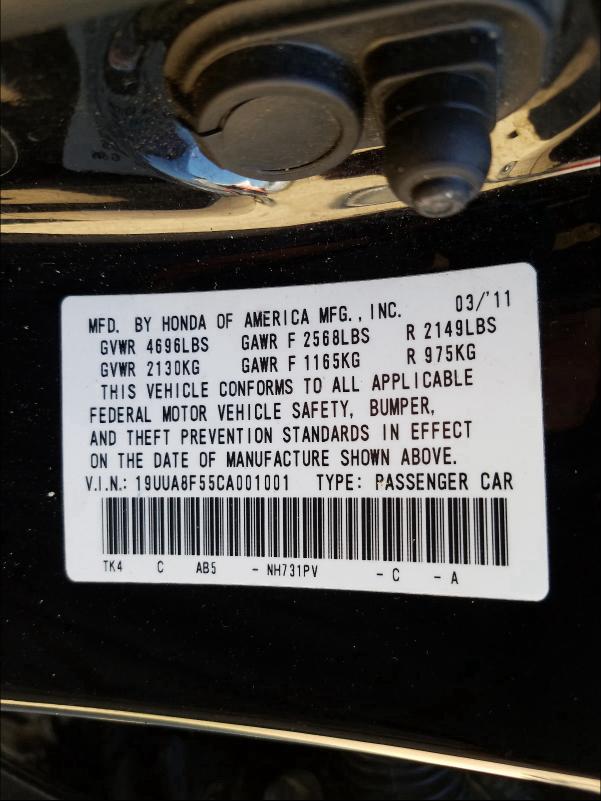 MFD. BY HONDA OF AMERICA MFG., INC. 03/'11
GVWR 4696LBS GAWR F 2568LBS R 2149LBS
GVWR 2130KG GAWR F 1165KG R 975KG
THIS VEHICLE CONFORMS TO ALL APPLICABLE
FEDERAL MOTOR VEHICLE SAFETY, BUMPER,
AND THEFT PREVENTION STANDARDS IN EFFECT
ON THE DATE OF MANUFACTURE SHOWN ABOVE.
V.I.N.: 19UUA8F55CA001001 TYPE: PASSENGER CAR
TK4 C AB5 - NH731PV - C - A